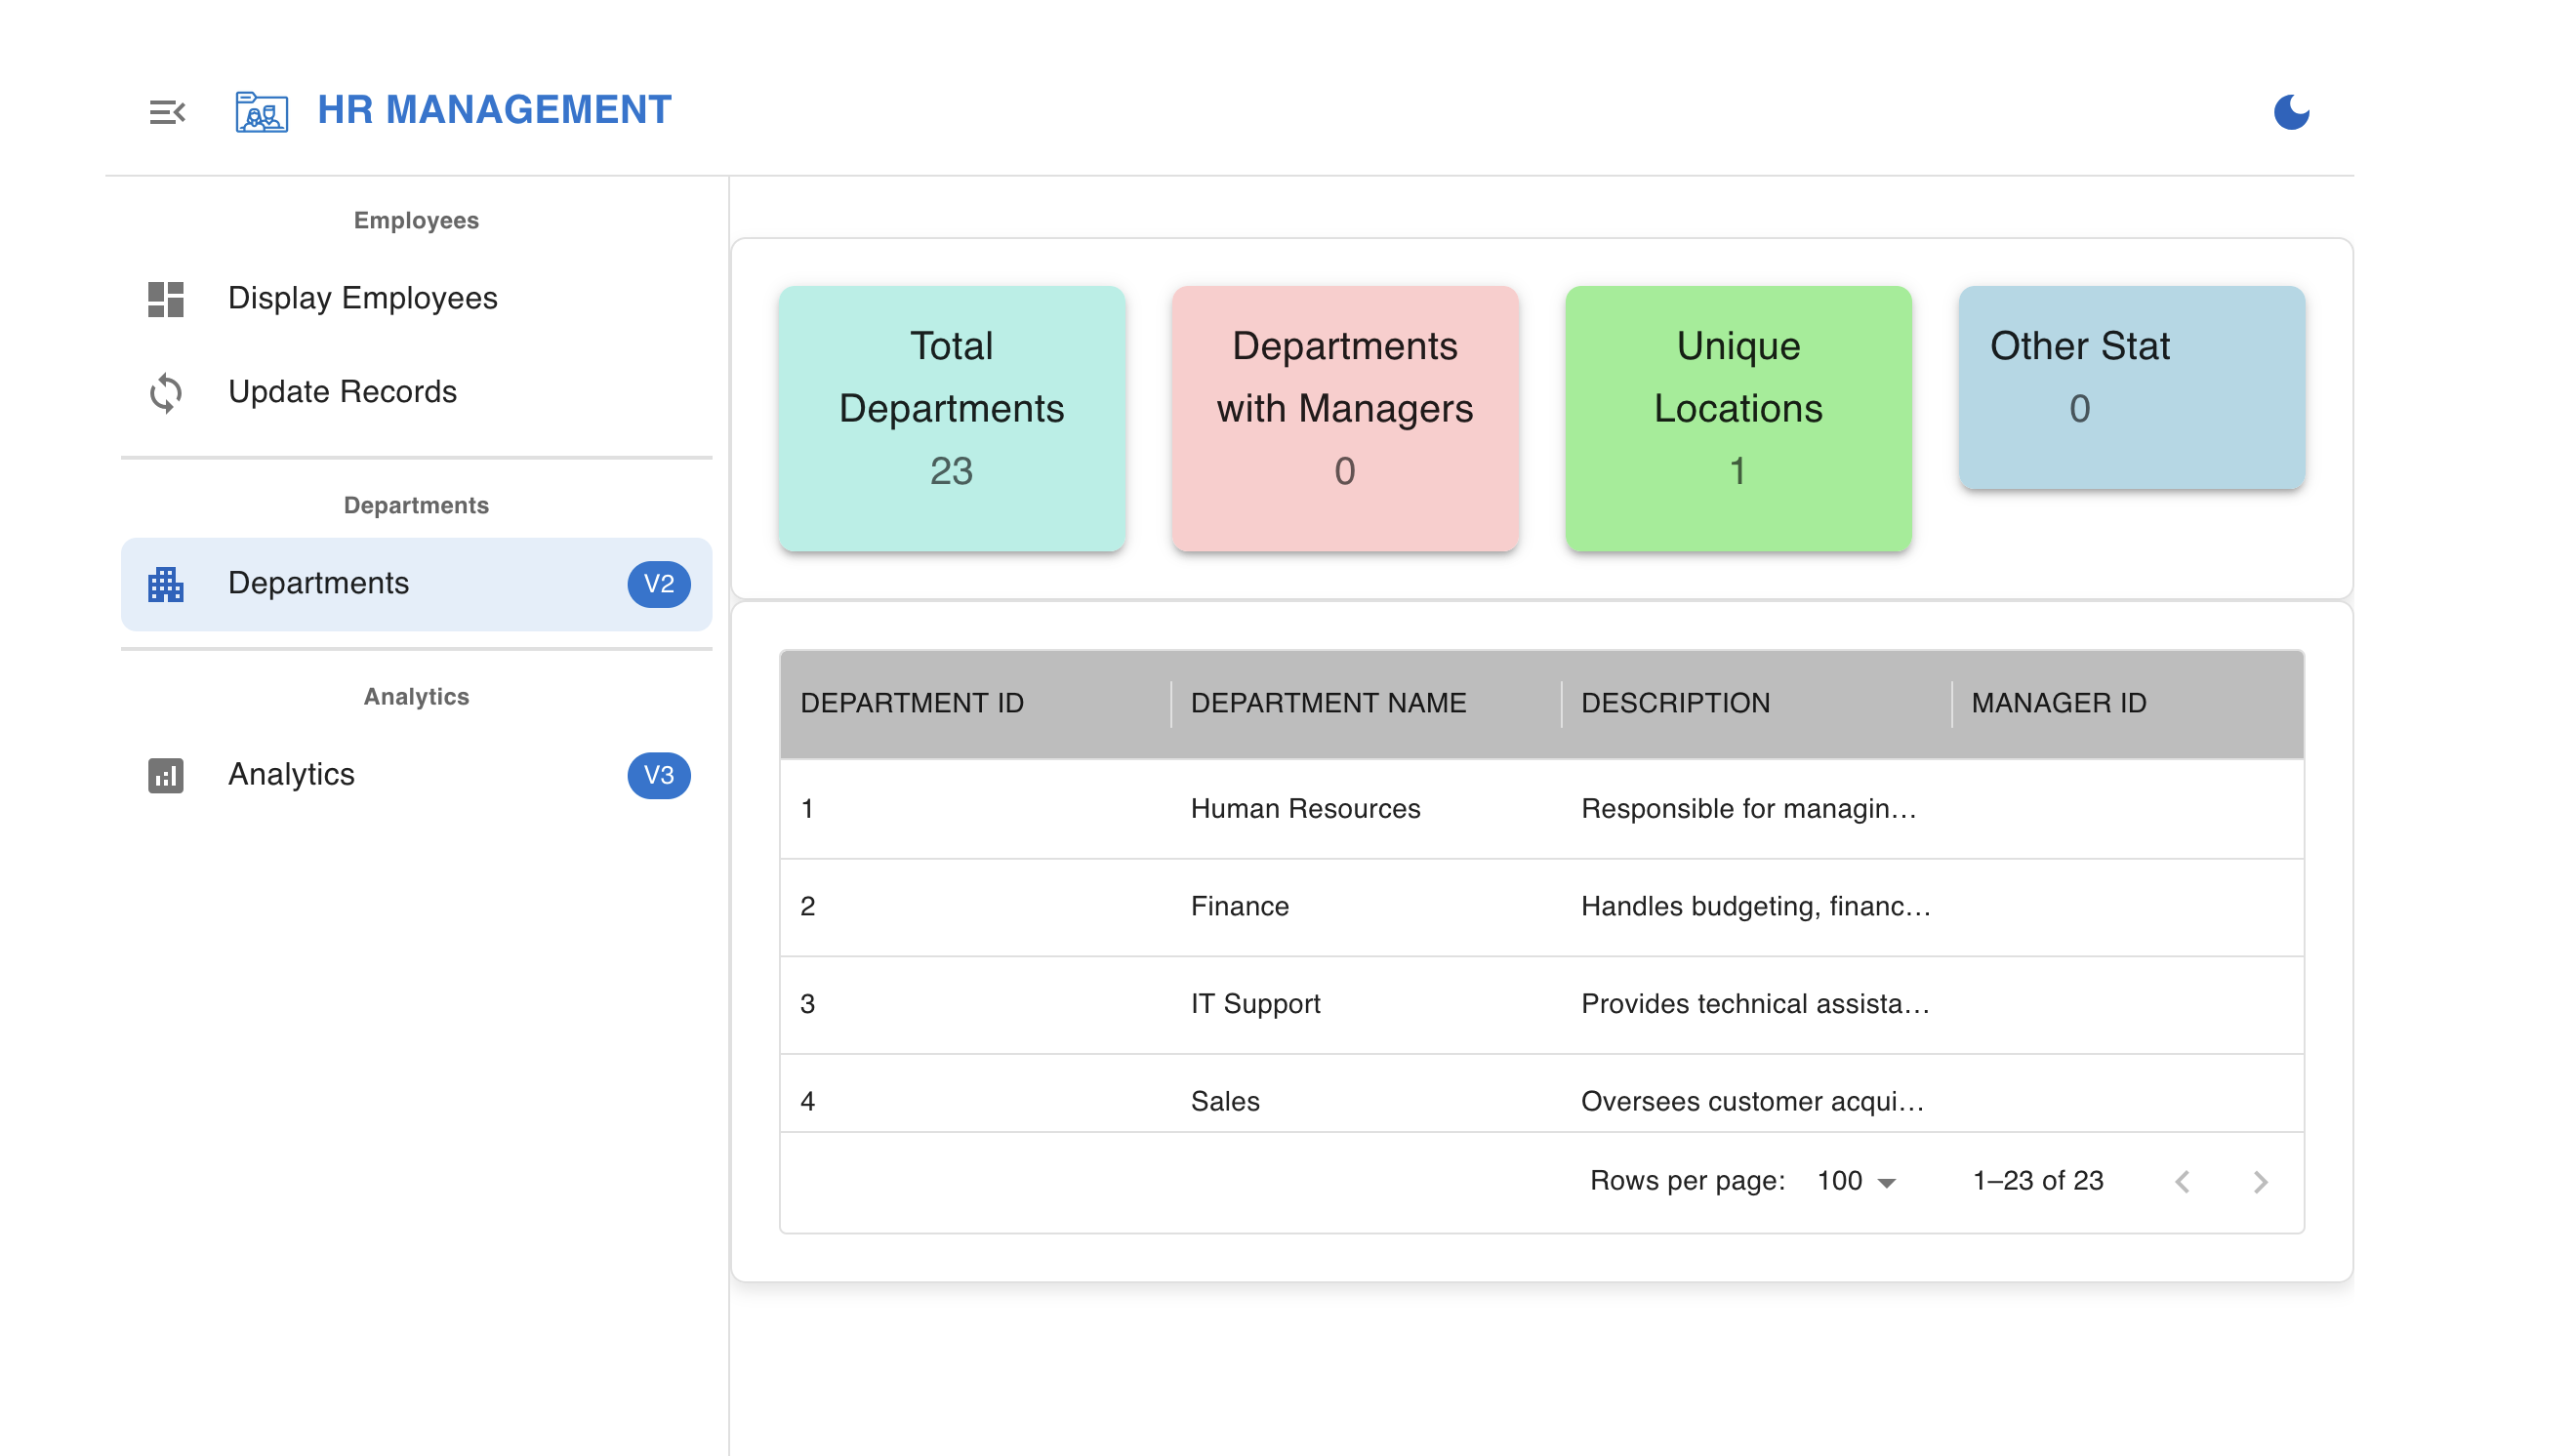 HR MANAGEMENT
Employees
Display Employees
Update Records
Departments
Departments V2
Analytics
Analytics V3
Total
Departments
23
Departments
with Managers
0
Unique
Locations
1
Other Stat
0
DEPARTMENT ID DEPARTMENT NAME DESCRIPTION MANAGER ID
1 Human Resources Responsible for managin...
2 Finance Handles budgeting, financ...
3 IT Support Provides technical assista...
4 Sales Oversees customer acqui...
Rows per page: 100 1–23 of 23